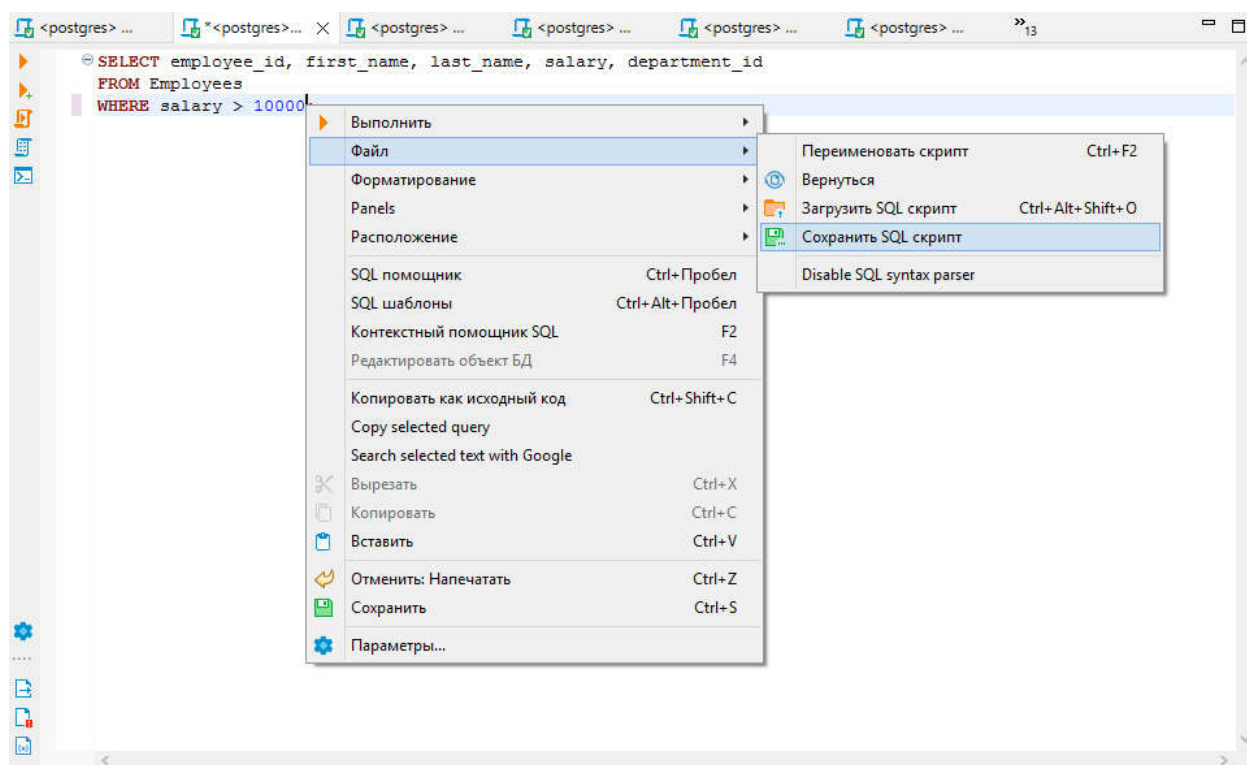 <postgres> ...
*<postgres>...
<postgres> ...
<postgres> ...
<postgres> ...
<postgres> ...
»13
SELECT employee_id, first_name, last_name, salary, department_id
FROM Employees
WHERE salary > 10000
Выполнить
Файл
Форматирование
Panels
Расположение
SQL помощник Ctrl+Пробел
SQL шаблоны Ctrl+Alt+Пробел
Контекстный помощник SQL F2
Редактировать объект БД F4
Копировать как исходный код Ctrl+Shift+C
Copy selected query
Search selected text with Google
Вырезать Ctrl+X
Копировать Ctrl+C
Вставить Ctrl+V
Отменить: Напечатать Ctrl+Z
Сохранить Ctrl+S
Параметры...
Переименовать скрипт Ctrl+F2
Вернуться
Загрузить SQL скрипт Ctrl+Alt+Shift+O
Сохранить SQL скрипт
Disable SQL syntax parser